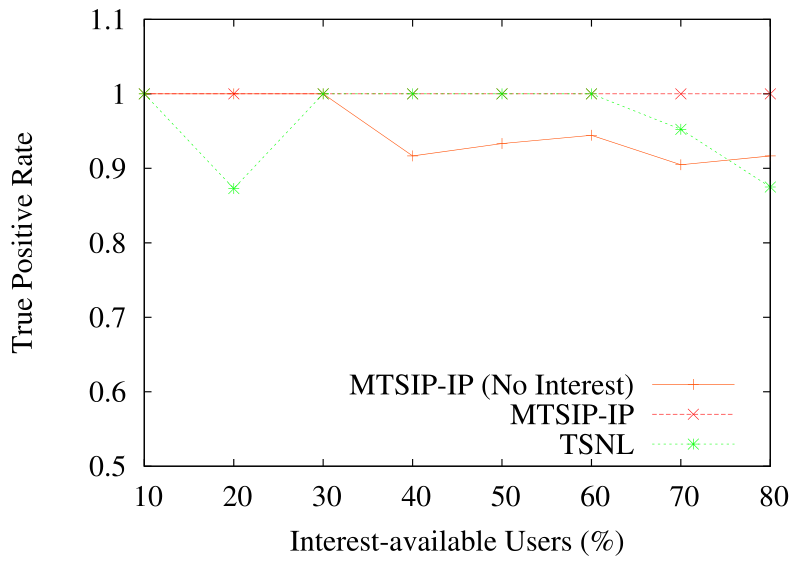 1.1
1
0.9
0.8
0.7
0.6
0.5
True Positive Rate
MTSIP-IP (No Interest)
MTSIP-IP
TSNL
10 20 30 40 50 60 70 80
Interest-available Users (%)